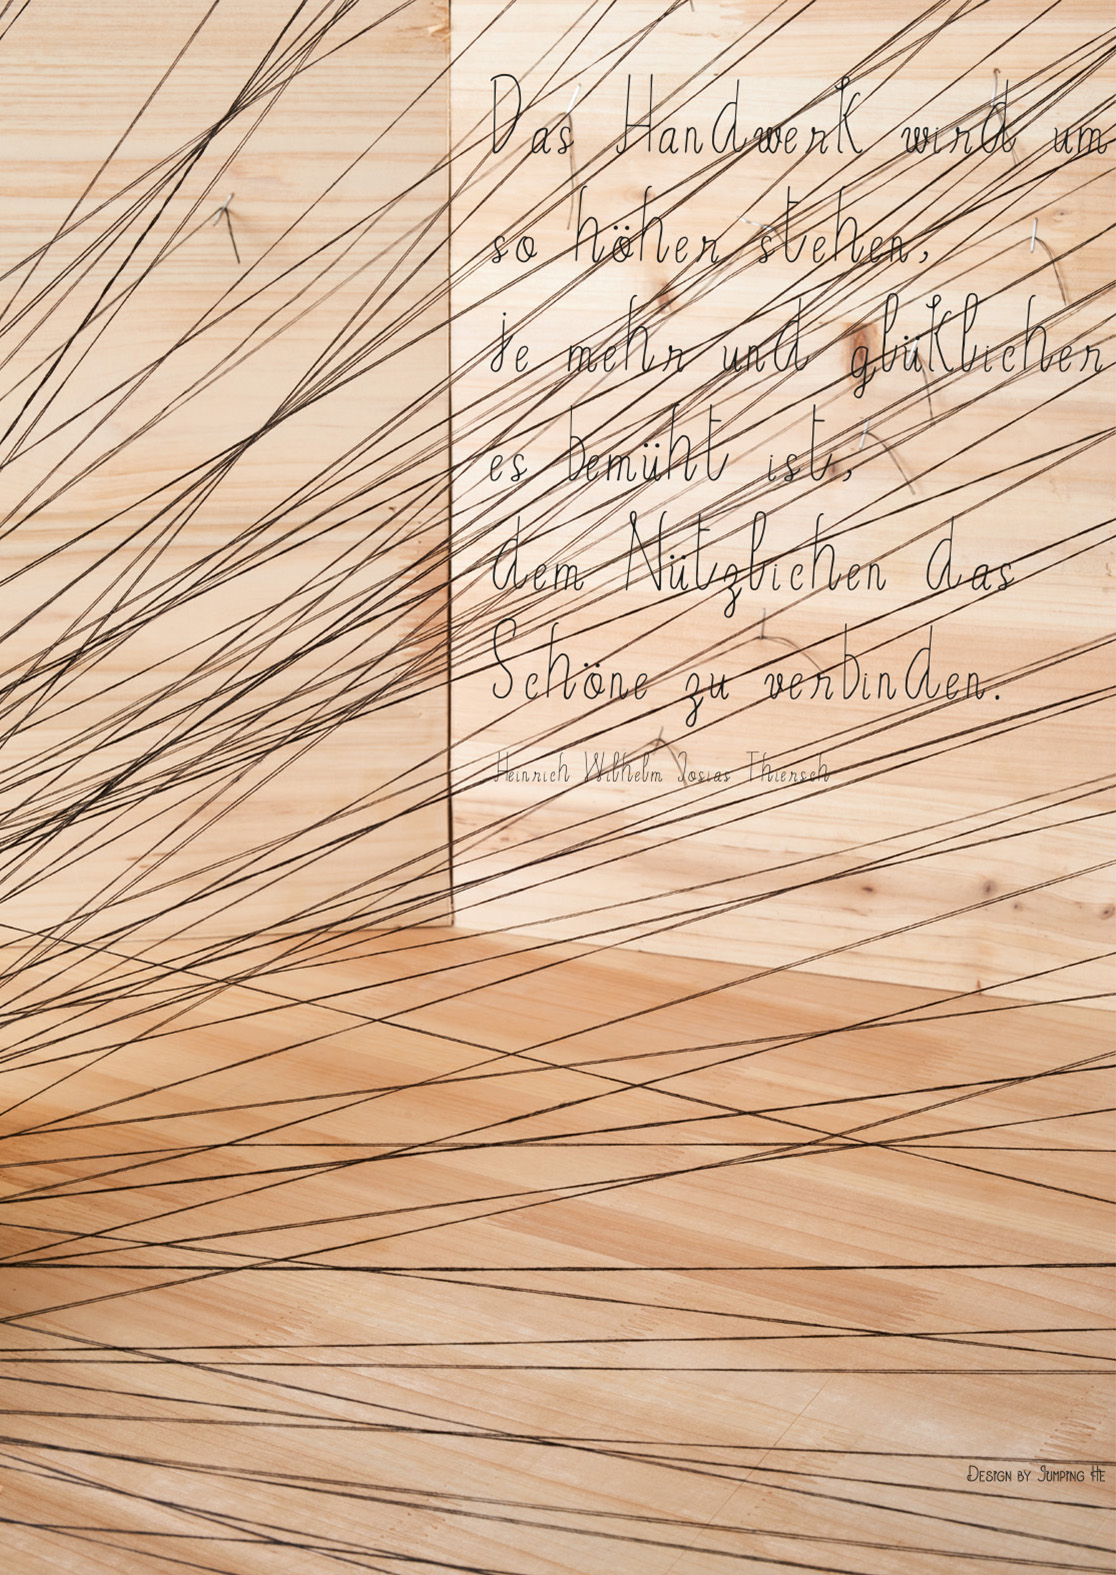 Das Handwerk wird um
so höher stehen,
je mehr und glüklicher
es bemüht ist,
dem Nützlichen das
Schöne zu verbinden.
Heinrich Wilhelm Josias Thiersch
Design by Jumping He